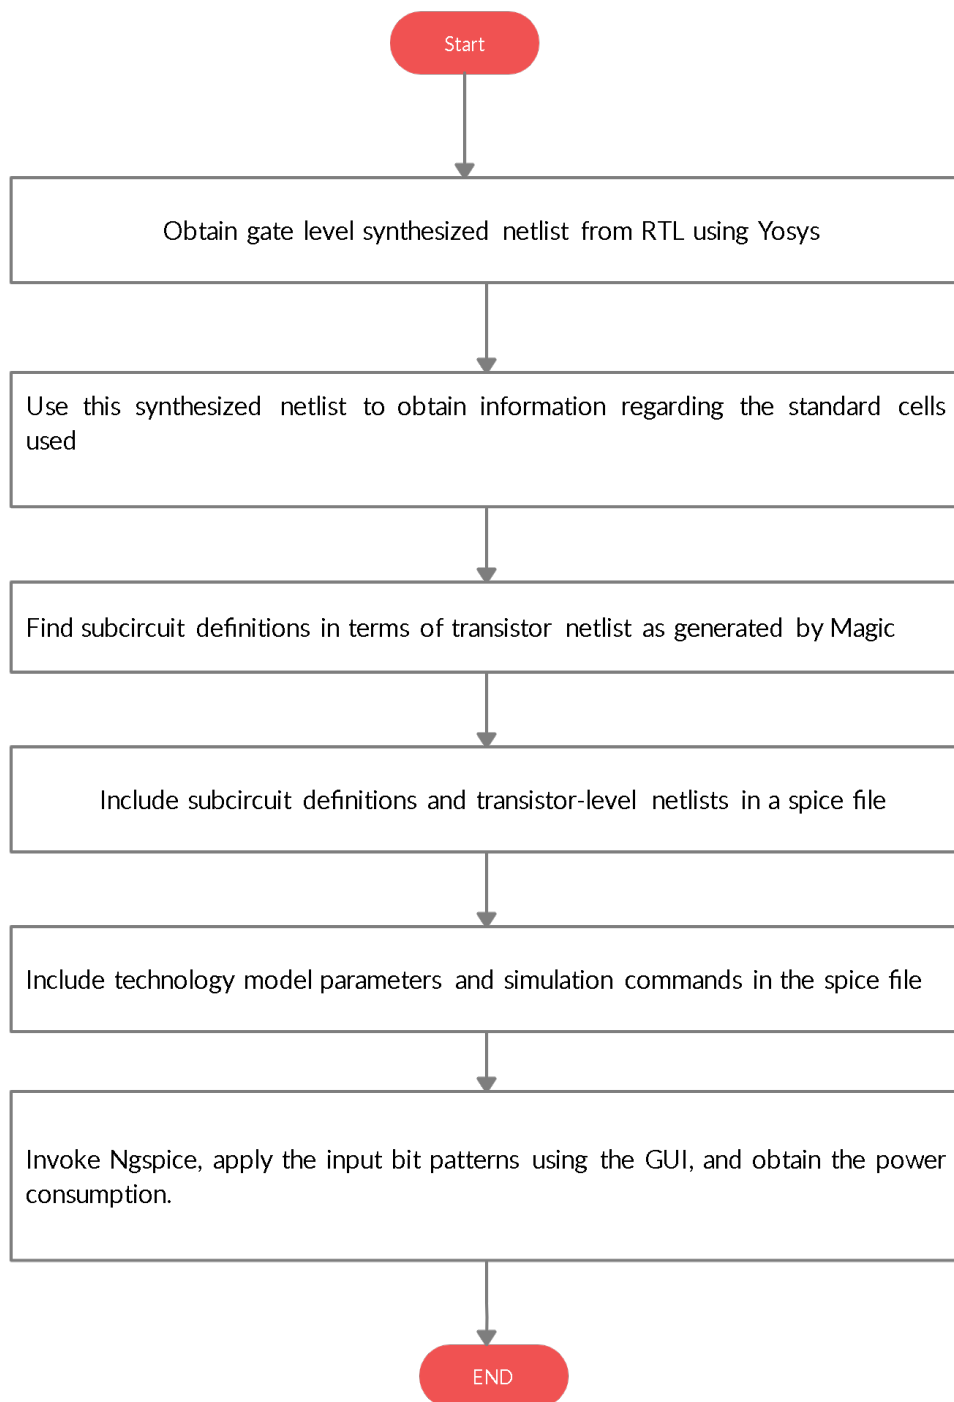 Start
Obtain gate level synthesized netlist from RTL using Yosys
Use this synthesized netlist to obtain information regarding the standard cells
used
Find subcircuit definitions in terms of transistor netlist as generated by Magic
Include subcircuit definitions and transistor-level netlists in a spice file
Include technology model parameters and simulation commands in the spice file
Invoke Ngspice, apply the input bit patterns using the GUI, and obtain the power
consumption.
END